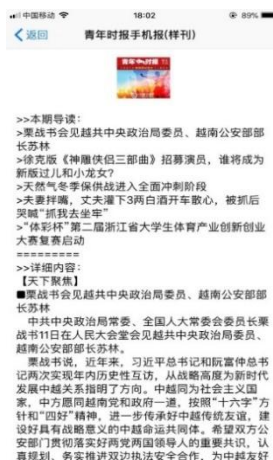 中国移动 18:02 89%
返回 青年时报手机报(样刊)
青年时报
>>本期导读:
>栗战书会见越共中央政治局委员、越南公安部部
长苏林
>徐克版《神雕侠侣三部曲》招募演员，谁将成为
新版过儿和小龙女?
>天然气冬季保供战进入全面冲刺阶段
>夫妻拌嘴，丈夫灌下3两白酒开车散心，被抓后
哭喊“抓我去坐牢”
>“体彩杯”第二届浙江省大学生体育产业创新创业
大赛复赛启动
=========
>>详细内容:
【天下聚焦】
■栗战书会见越共中央政治局委员、越南公安部部
长苏林
中共中央政治局常委、全国人大常委会委员长栗
战书11日在人民大会堂会见越共中央政治局委员、
越南公安部部长苏林。
栗战书说，近年来，习近平总书记和阮富仲总书
记两次实现年内历史性互访，从战略高度为新时代
发展中越关系指明了方向。中越同为社会主义国
家，中方愿同越南党和政府一道，按照“十六字”方
针和“四好”精神，进一步传承好中越传统友谊，建
设好具有战略意义的中越命运共同体。希望双方公
安部门贯彻落实好两党两国领导人的重要共识，认
真规划、务实推进双边执法安全合作，为中越友好